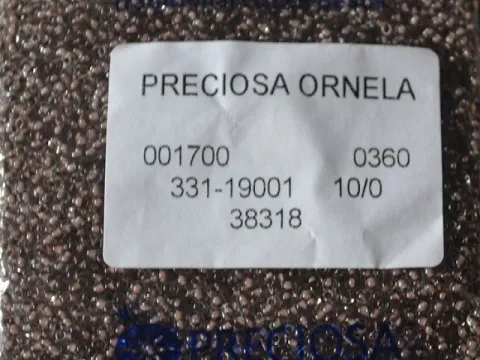 PRECIOSA ORNELA
001700 0360
331-19001 10/0
38318
PRECIOSA